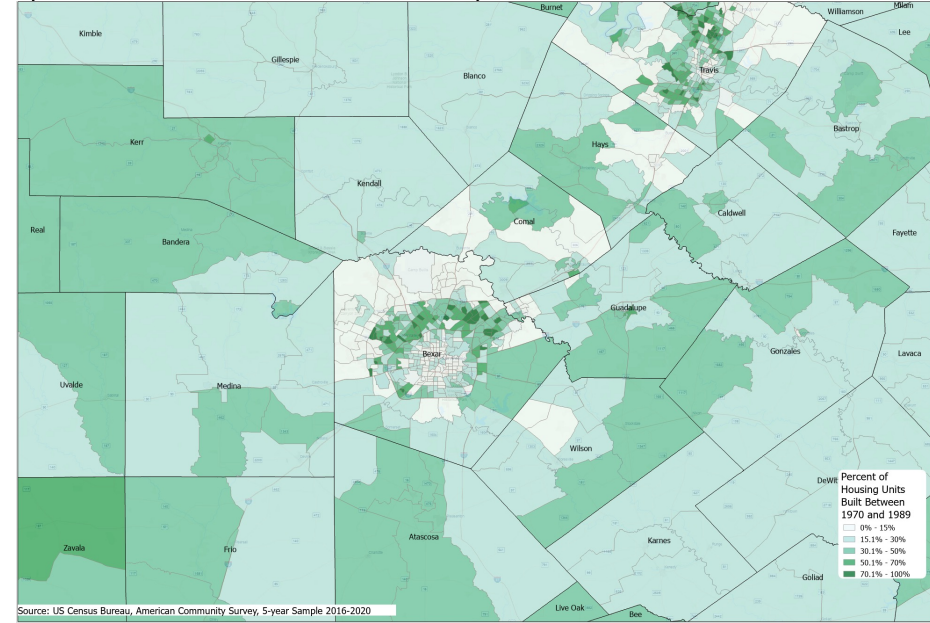 Burnet
Williamson
Milam
Kimble
Lee
Gillespie
Travis
Blanco
Bastrop
Kerr
Hays
Kendall
Caldwell
Comal
Real
Fayette
Bandera
Guadalupe
Gonzales
Bexar
Lavaca
Uvalde
Medina
Wilson
DeWit
Percent of
Housing Units
Built Between
1970 and 1989
0% - 15%
15.1% - 30%
30.1% - 50%
50.1% - 70%
70.1% - 100%
Atascosa
Karnes
Zavala
Frio
Goliad
Live Oak
Bee
Source: US Census Bureau, American Community Survey, 5-year Sample 2016-2020